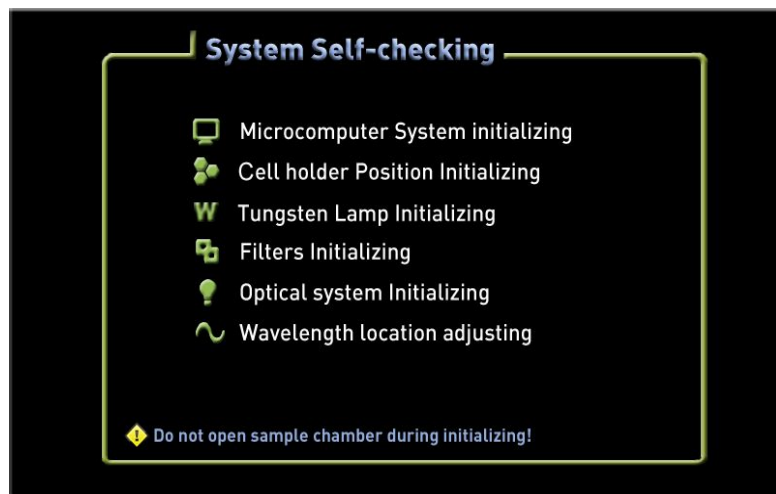 System Self-checking
Microcomputer System initializing
Cell holder Position Initializing
W Tungsten Lamp Initializing
Filters Initializing
Optical system Initializing
Wavelength location adjusting
! Do not open sample chamber during initializing!